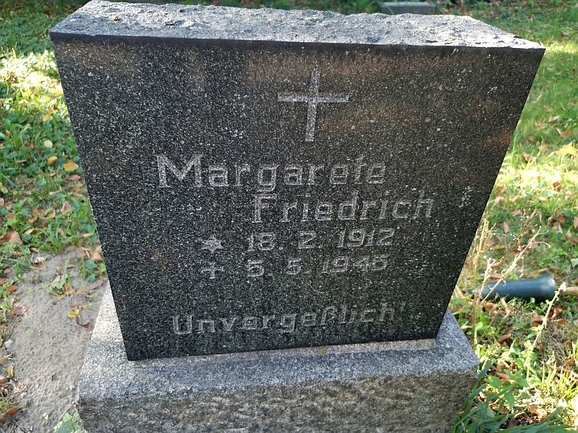 Margarete
Friedrich
* 18. 2. 1912
+ 5. 5. 1945
Unvergeßlich!